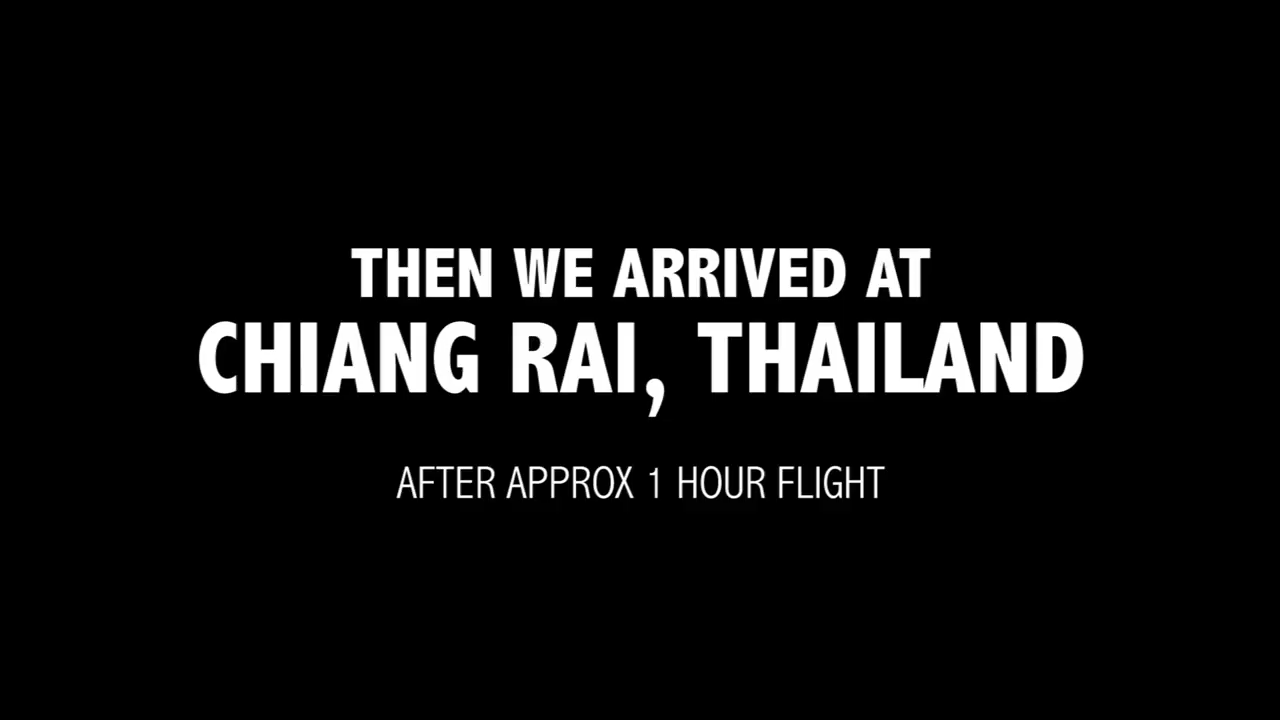 THEN WE ARRIVED AT
CHIANG RAI, THAILAND
AFTER APPROX 1 HOUR FLIGHT